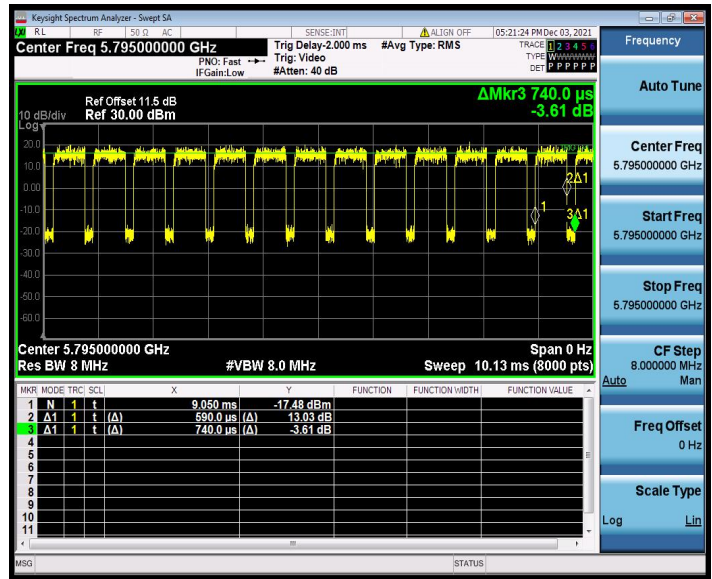 Keysight Spectrum Analyzer - Swept SA
LXI RL RF 50 Ω AC SENSE:INT ALIGN OFF 05:21:24 PM Dec 03, 2021
Center Freq 5.795000000 GHz
PNO: Fast
IFGain:Low
Trig Delay-2.000 ms
Trig: Video
#Atten: 40 dB
#Avg Type: RMS
TRACE 1 2 3 4 5 6
TYPE WWWWWW
DET P P P P P P
Ref Offset 11.5 dB
10 dB/div Ref 30.00 dBm
Log
ΔMkr3 740.0 µs
-3.61 dB
20.0
10.0
0.00
-10.0
-20.0
-30.0
-40.0
-50.0
-60.0
2Δ1
1
3Δ1
Center 5.795000000 GHz Span 0 Hz
Res BW 8 MHz #VBW 8.0 MHz Sweep 10.13 ms (8000 pts)
MKR MODE TRC SCL X Y FUNCTION FUNCTION WIDTH FUNCTION VALUE
1 N 1 t 9.050 ms -17.48 dBm
2 Δ1 1 t (Δ) 590.0 µs (Δ) 13.03 dB
3 Δ1 1 t (Δ) 740.0 µs (Δ) -3.61 dB
4
5
6
7
8
9
10
11
MSG STATUS
Frequency
Auto Tune
Center Freq
5.795000000 GHz
Start Freq
5.795000000 GHz
Stop Freq
5.795000000 GHz
CF Step
8.000000 MHz
Auto Man
Freq Offset
0 Hz
Scale Type
Log Lin